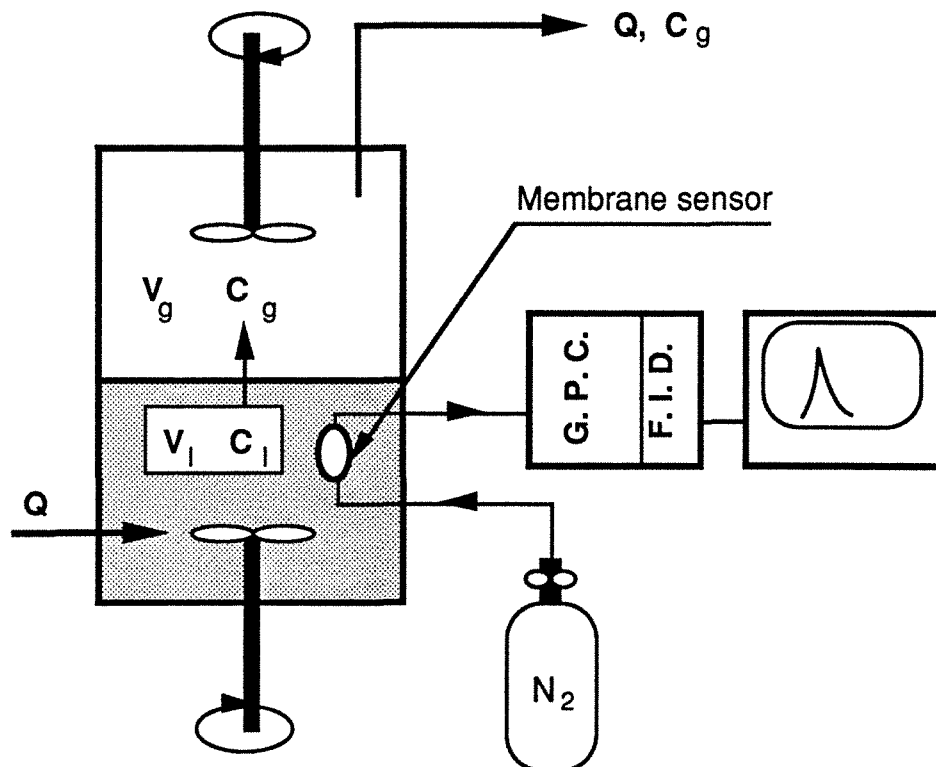 Q, C g
Membrane sensor
V g C g
G. P. C.
F. I. D.
V l C l
Q
N 2